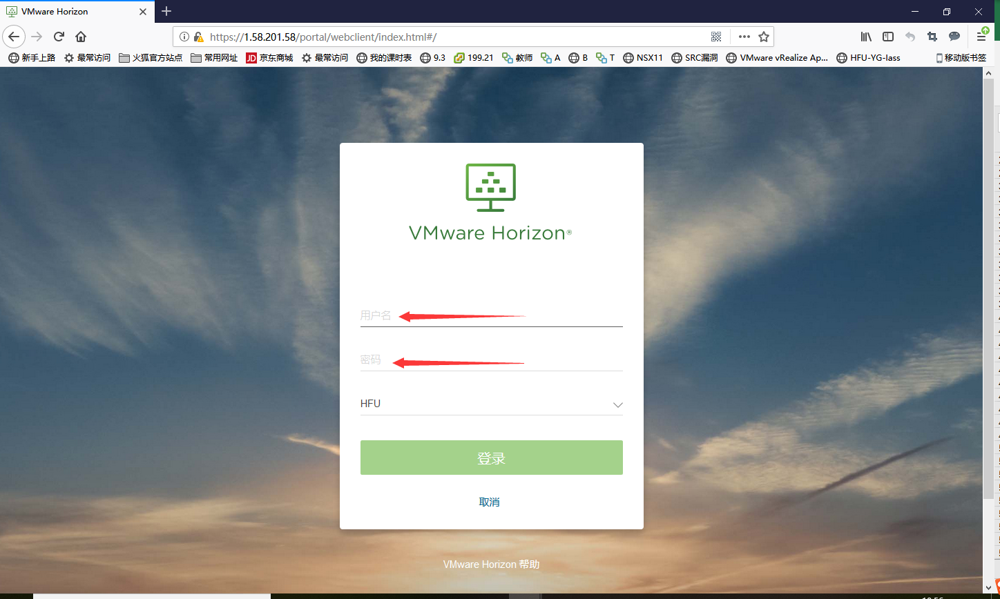 VMware Horizon
https://1.58.201.58/portal/webclient/index.html#/
新手上路 最常访问 火狐官方站点 常用网址 JD 京东商城 最常访问 我的课时表 9.3 199.21 教师 A B T NSX11 SRC漏洞 VMware vRealize Ap... HFU-YG-Iass 移动版书签
VMware Horizon®
用户名
密码
HFU
登录
取消
VMware Horizon 帮助